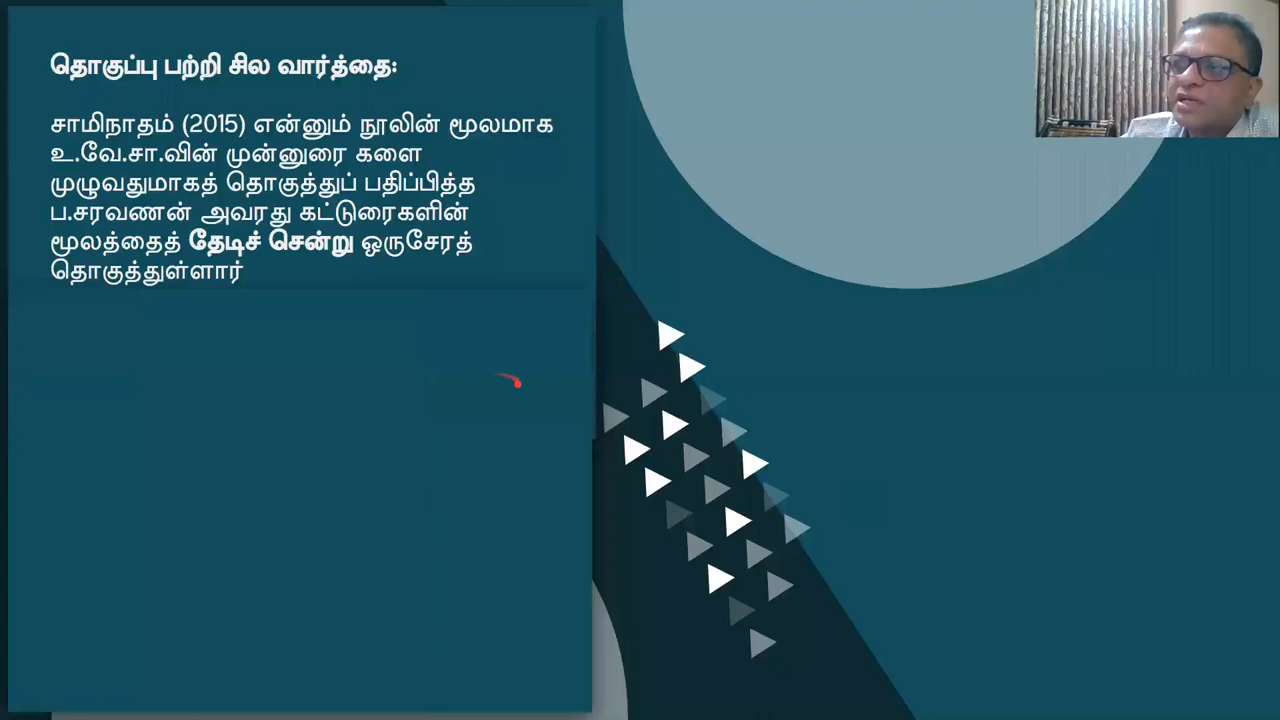 தொகுப்பு பற்றி சில வார்த்தை:
சாமிநாதம் (2015) என்னும் நூலின் மூலமாக
உ.வே.சா.வின் முன்னுரை களை
முழுவதுமாகத் தொகுத்துப் பதிப்பித்த
ப.சரவணன் அவரது கட்டுரைகளின்
மூலத்தைத் தேடிச் சென்று ஒருசேரத்
தொகுத்துள்ளார்